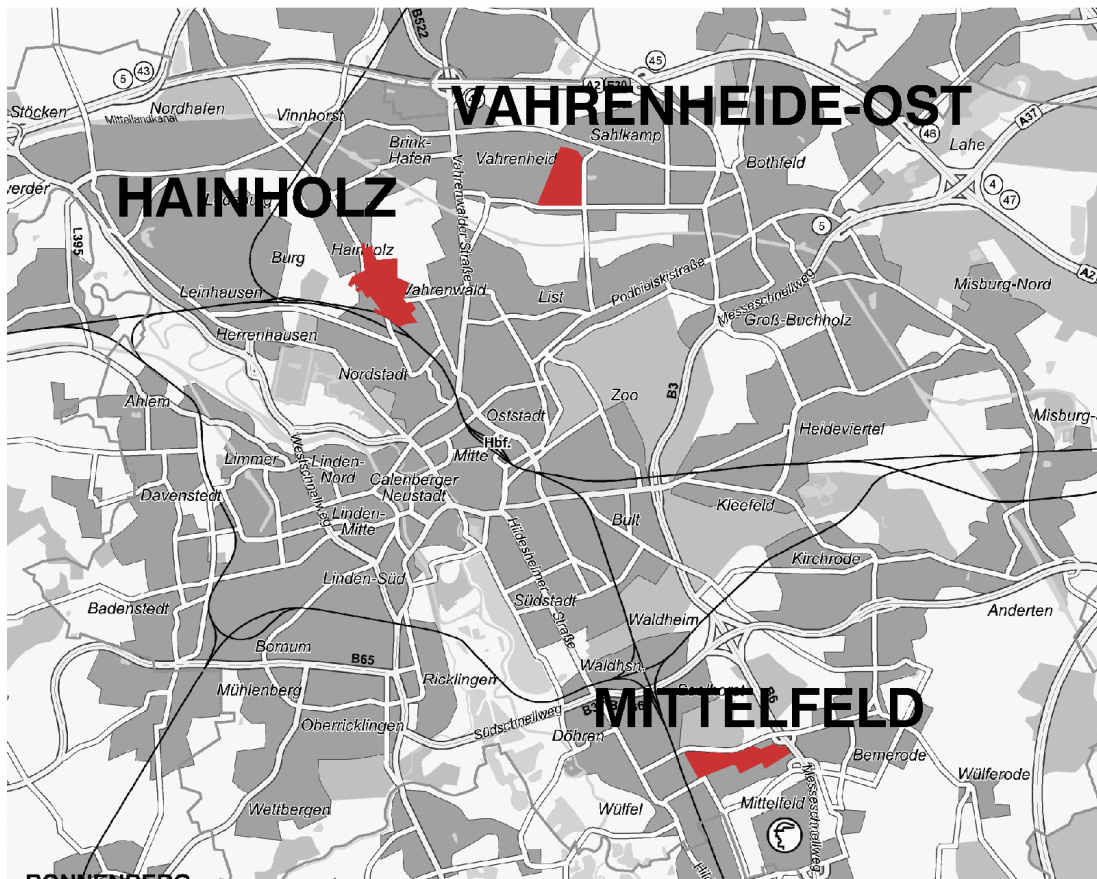 B522
43
5
45
A2
E30
VAHRENHEIDE-OST
Stöcken
Nordhafen
Mittellandkanal
Vinnhorst
Brink-
Hafen
Sahlkamp
Vahrenheid
Bothfeld
46
Lahe
A37
4
47
HAINHOLZ
Vahrenwalder Straße
L395
Burg
Hainholz
5
Leinhausen
Vahrenwald
List
Podbielskistraße
Messeschnellweg
A2
Misburg-Nord
Groß-Buchholz
Herrenhausen
Nordstadt
B3
Zoo
Ahlem
Oststadt
Hbf.
Mitte
Heideviertel
Misburg-
Limmer
Linden-
Nord
Westschnellweg
Calenberger
Neustadt
Davenstedt
Linden-
Mitte
Bult
Kleefeld
Hildesheimer Straße
Kirchrode
Linden-Süd
Badenstedt
Südstadt
Waldheim
Anderten
Bornum
B65
Waldhsn.
Mühlenberg
Ricklingen
B6
MITTELFELD
Oberricklingen
Südschnellweg
Döhren
Bemerode
Wülferode
Wettbergen
Wülfel
Mittelfeld
Messeschnellweg
RONNENBERG